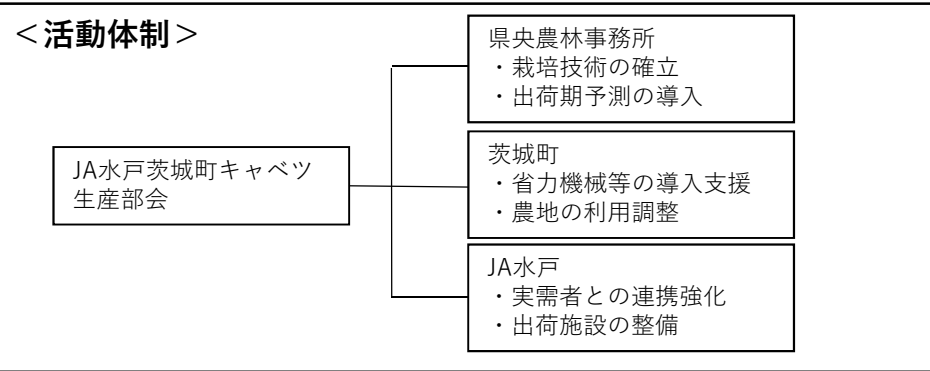 ＜活動体制＞
県央農林事務所
・栽培技術の確立
・出荷期予測の導入
JA水戸茨城町キャベツ
生産部会
茨城町
・省力機械等の導入支援
・農地の利用調整
JA水戸
・実需者との連携強化
・出荷施設の整備